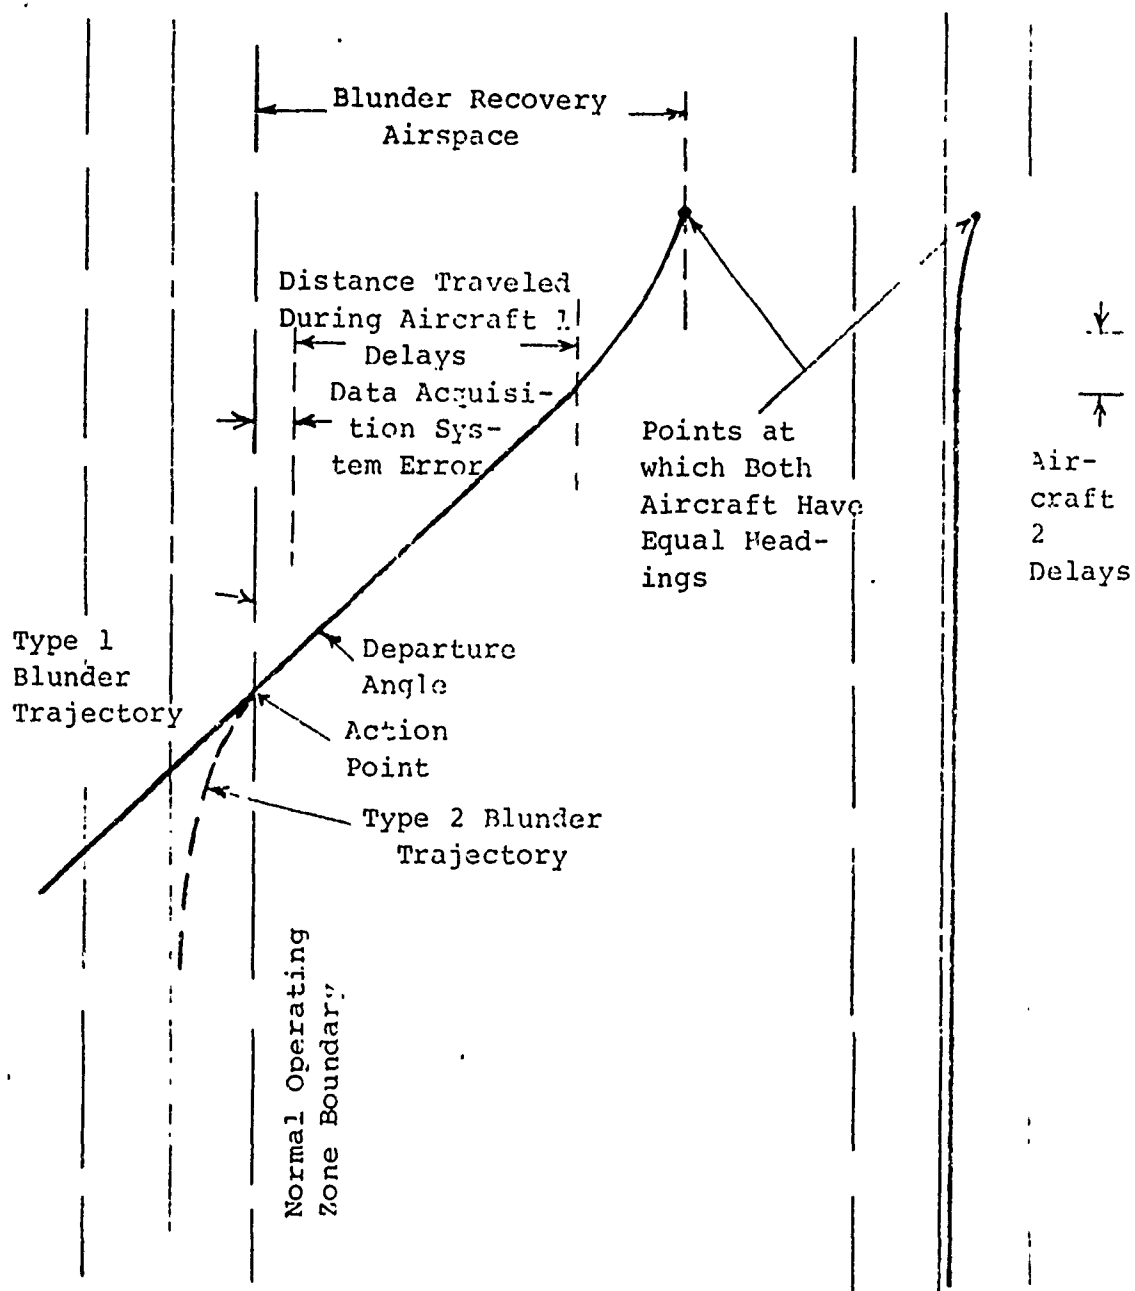 Blunder Recovery
Airspace
Distance Traveled
During Aircraft 1
Delays
Data Acquisi-
tion Sys-
tem Error
Points at
which Both
Aircraft Have
Equal Head-
ings
Air-
craft
2
Delays
Type 1
Blunder
Trajectory
Departure
Angle
Action
Point
Type 2 Blunder
Trajectory
Normal Operating
Zone Boundary